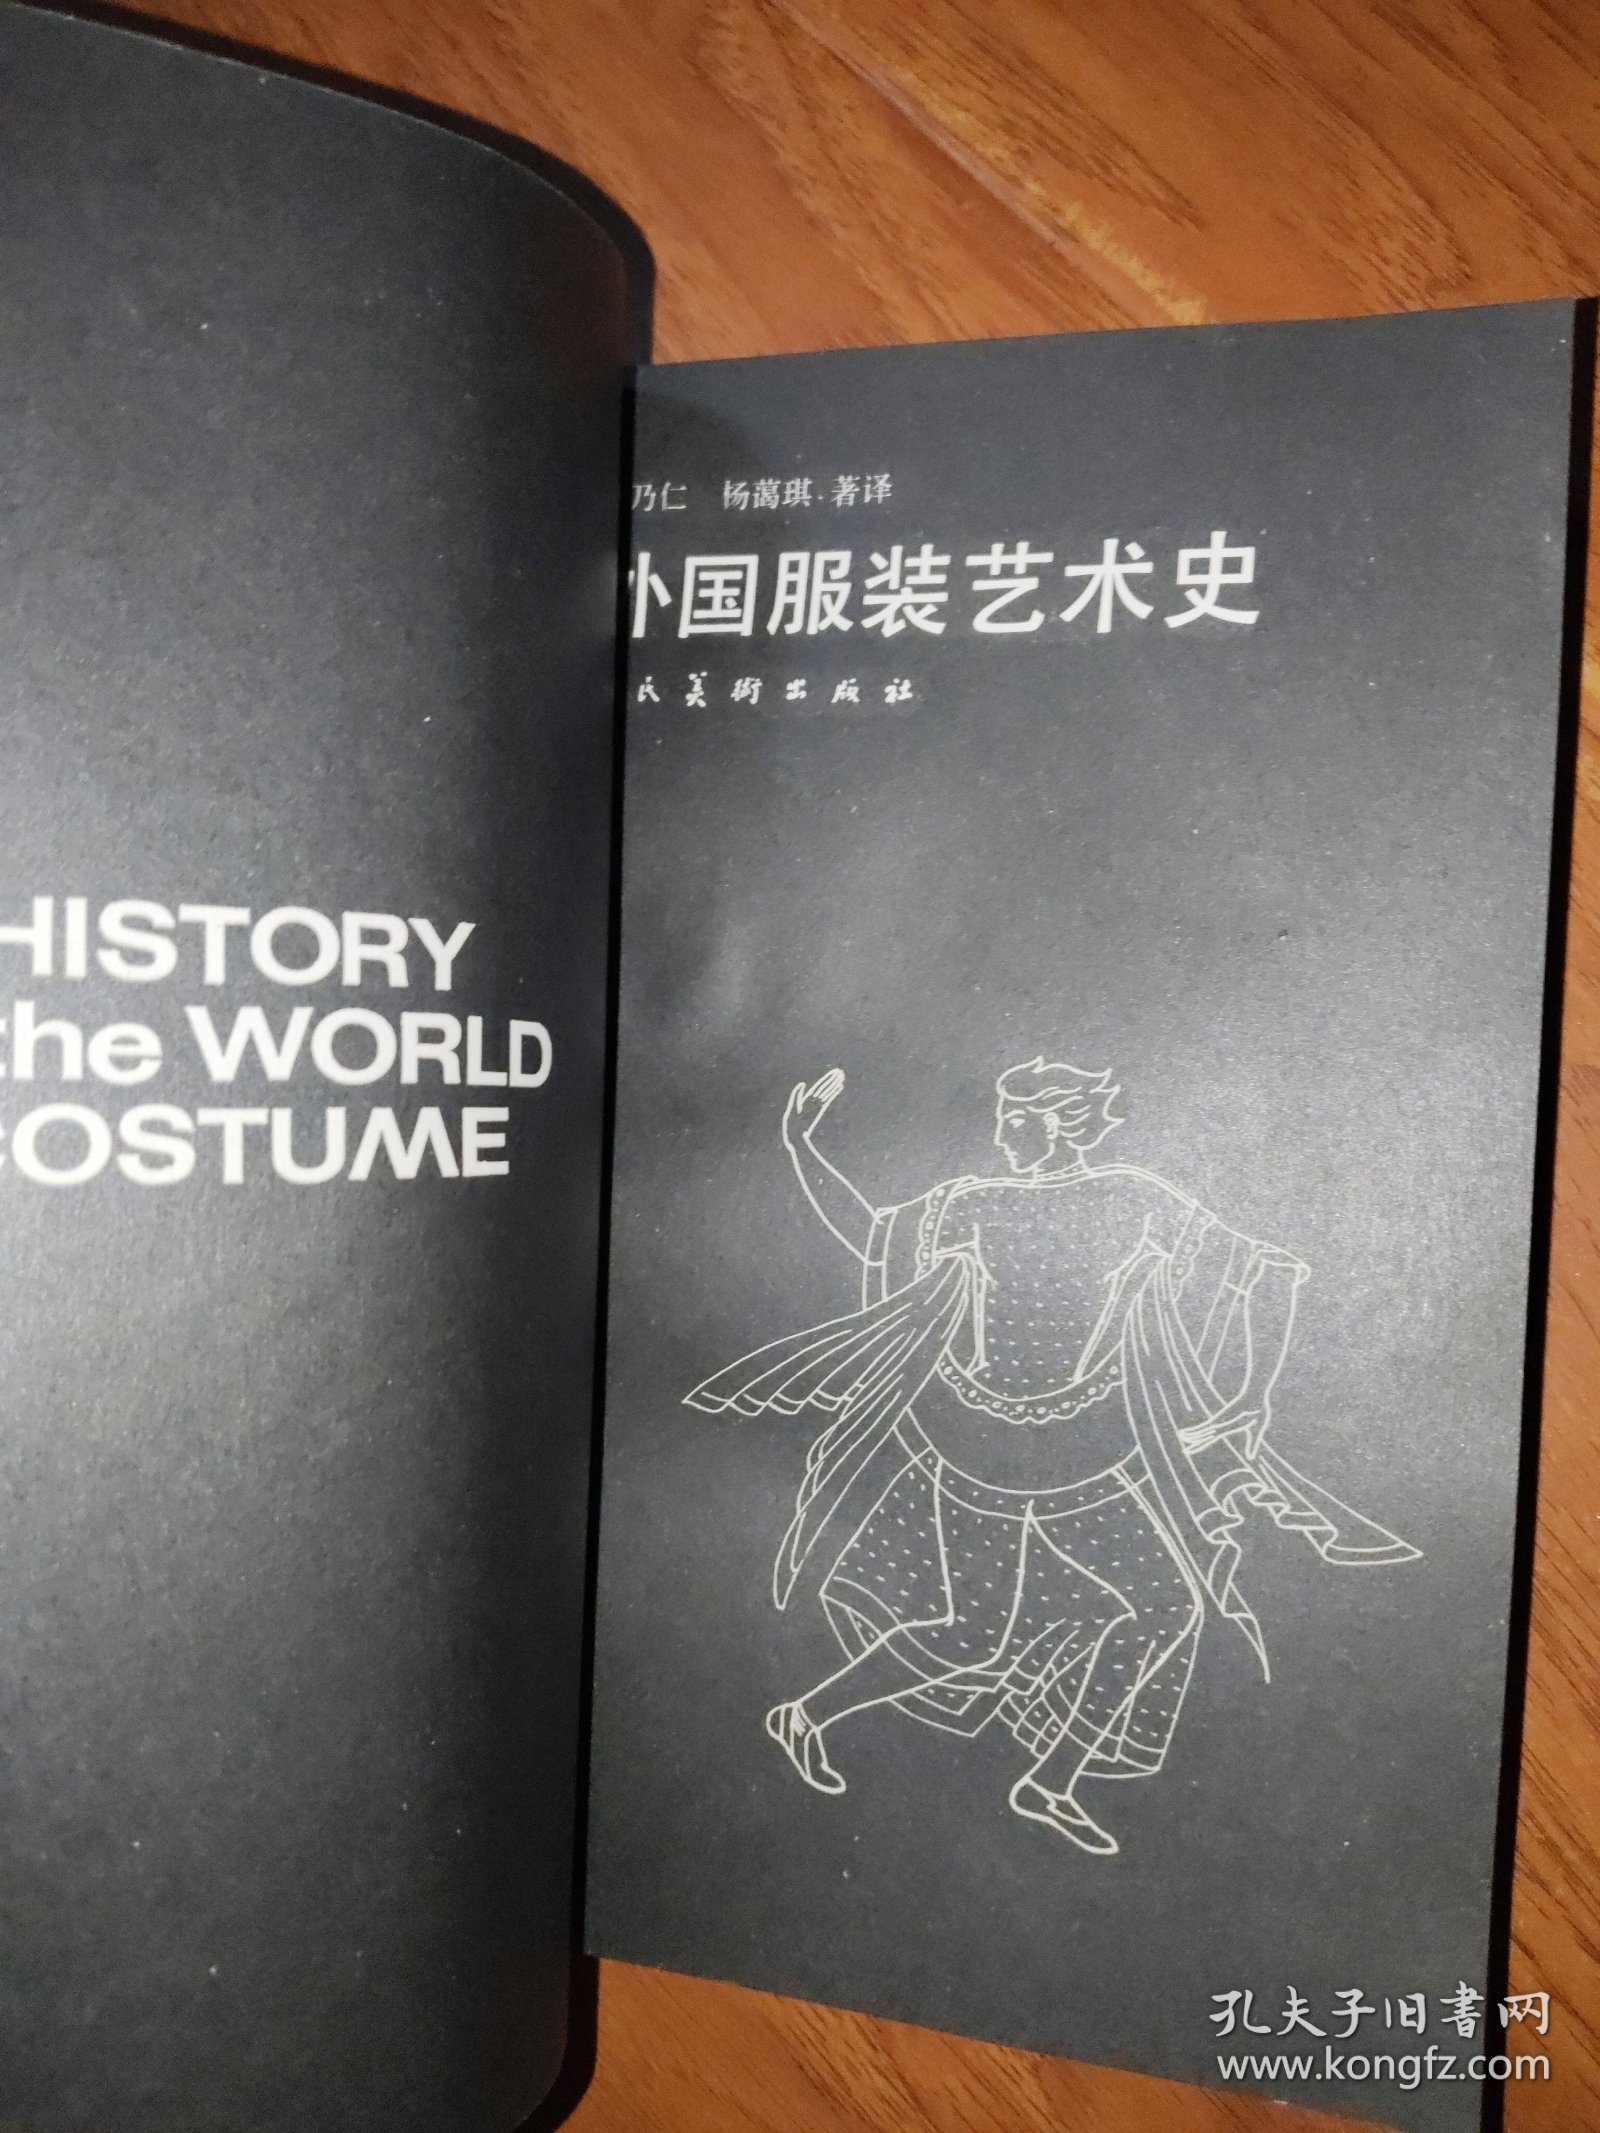 HISTORY
the WORLD
COSTUME
乃仁 杨蔼琪·著译
外国服装艺术史
民美術出版社
孔夫子旧書网
www.kongfz.com